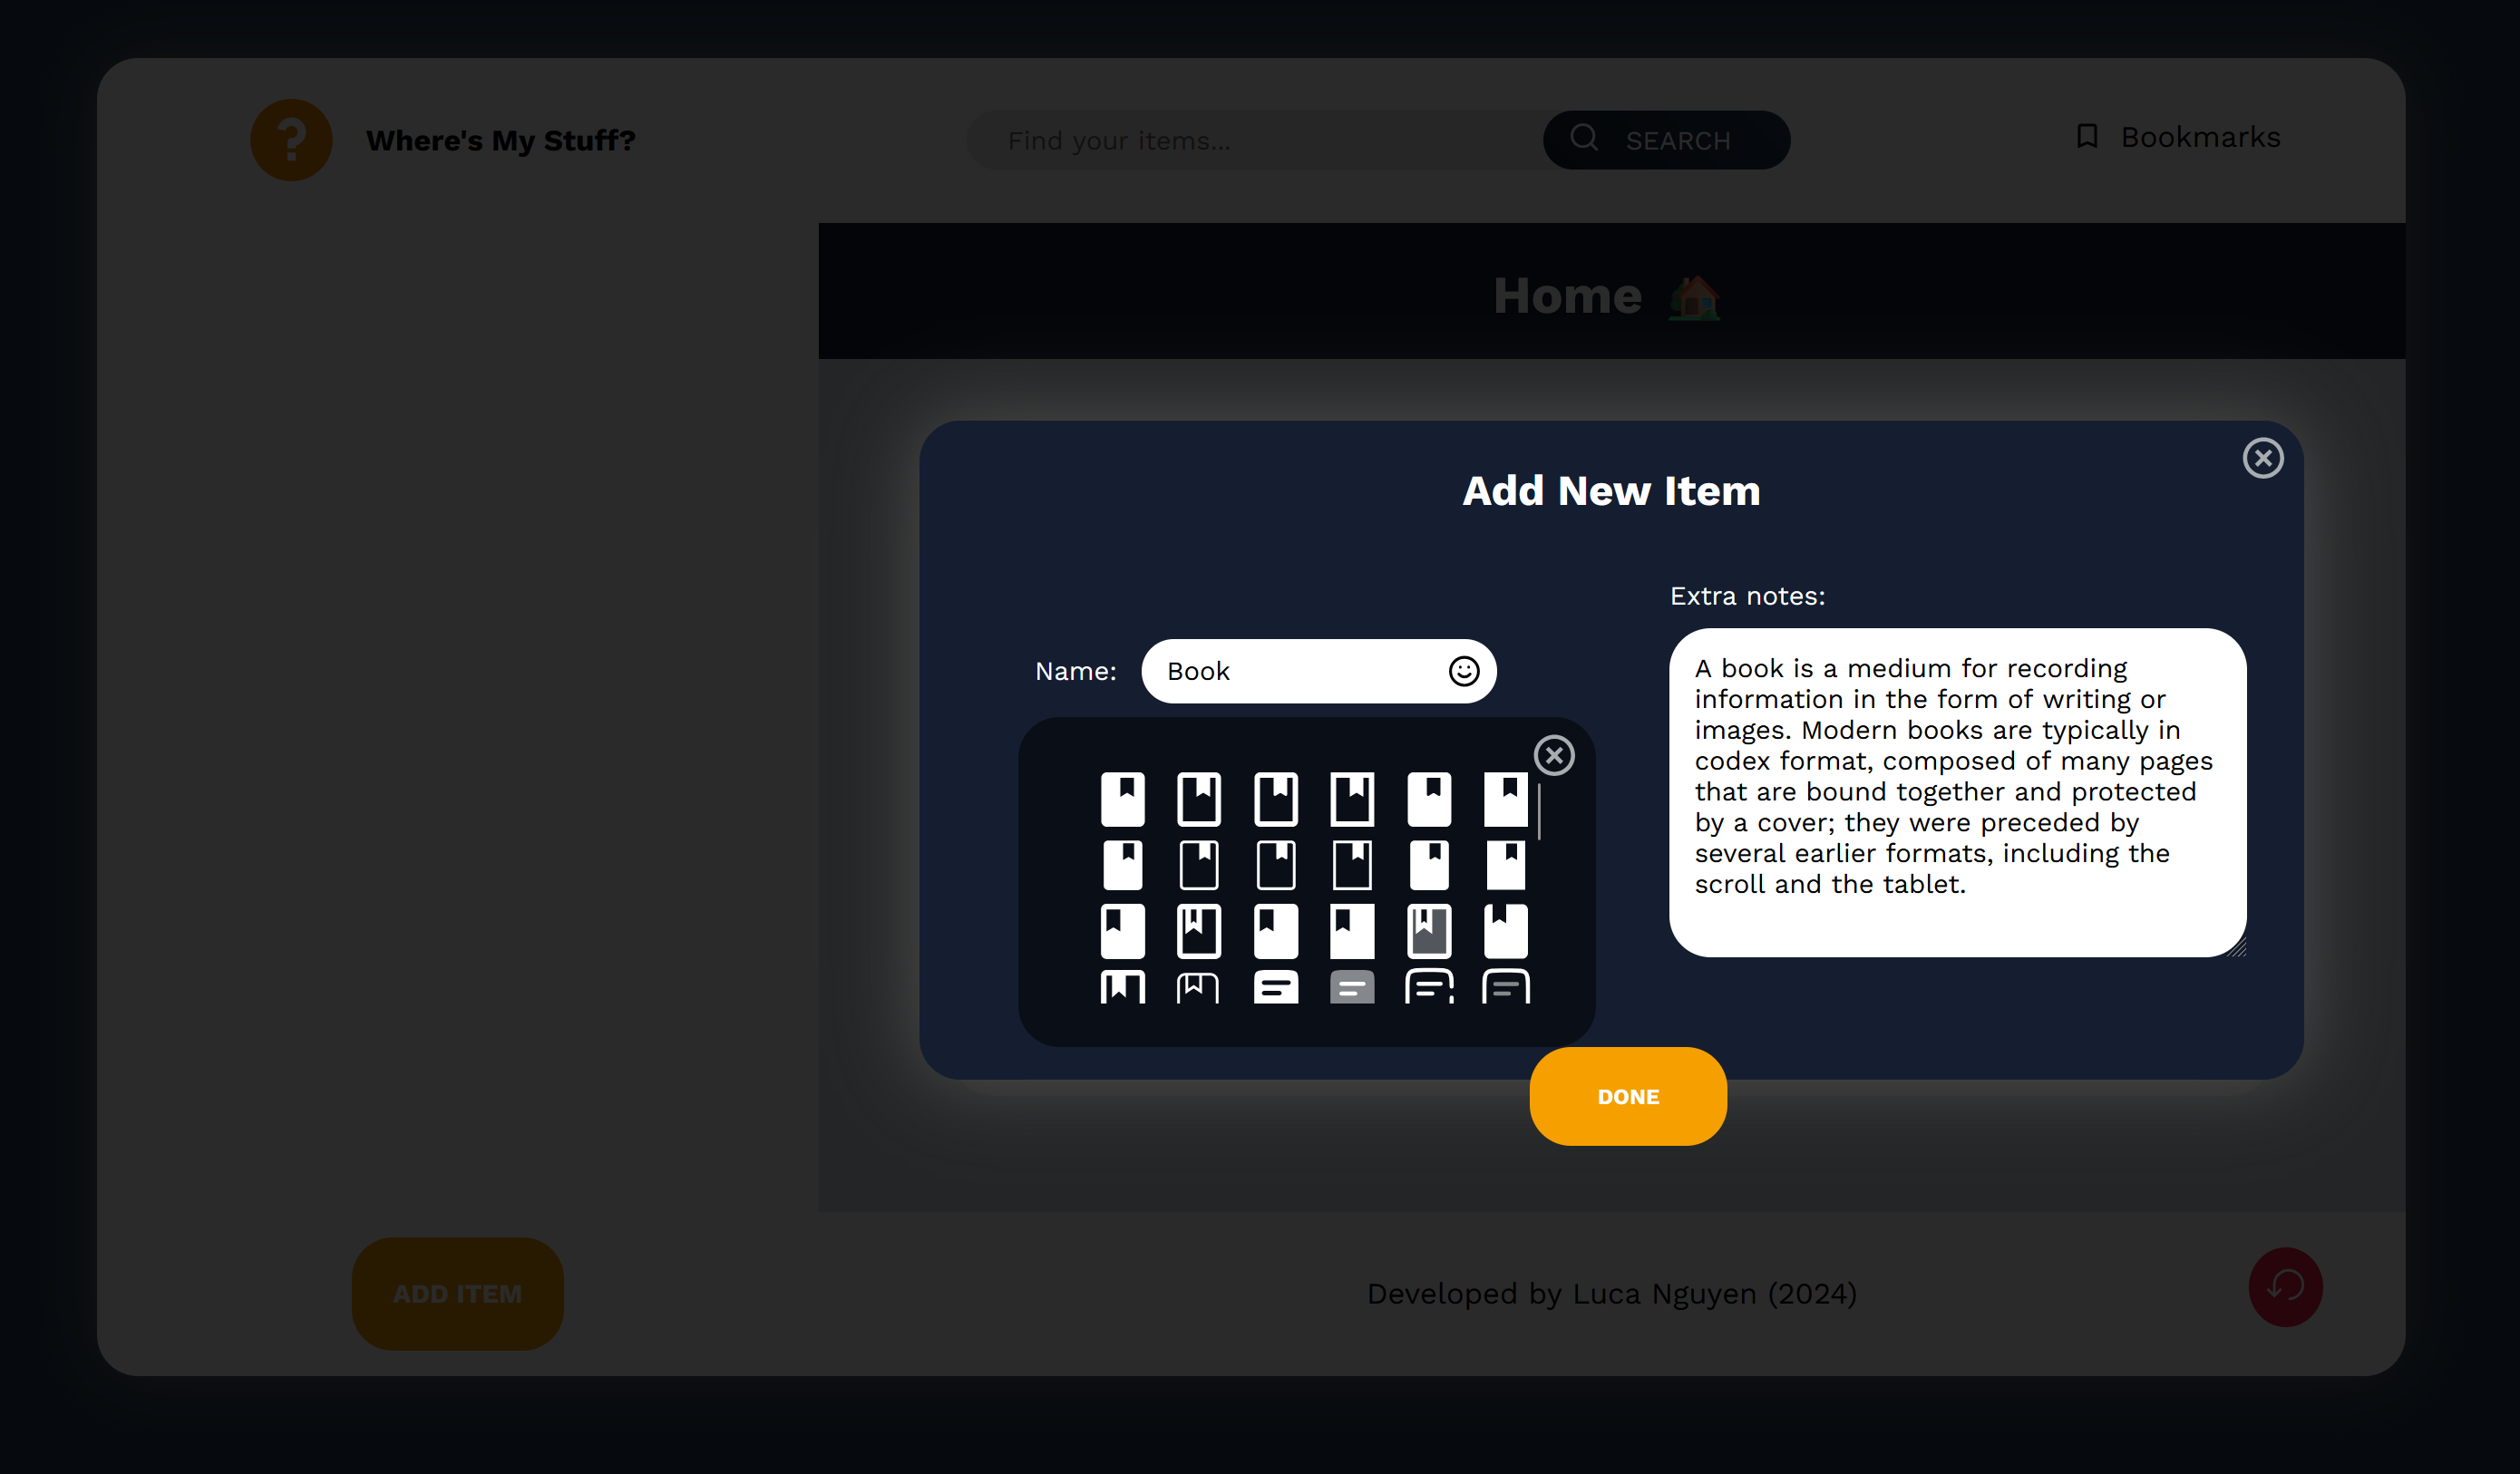 ?
Where's My Stuff?
Find your items...
SEARCH
Bookmarks
Home
Add New Item
Name:
Book
Extra notes:
A book is a medium for recording
information in the form of writing or
images. Modern books are typically in
codex format, composed of many pages
that are bound together and protected
by a cover; they were preceded by
several earlier formats, including the
scroll and the tablet.
DONE
ADD ITEM
Developed by Luca Nguyen (2024)